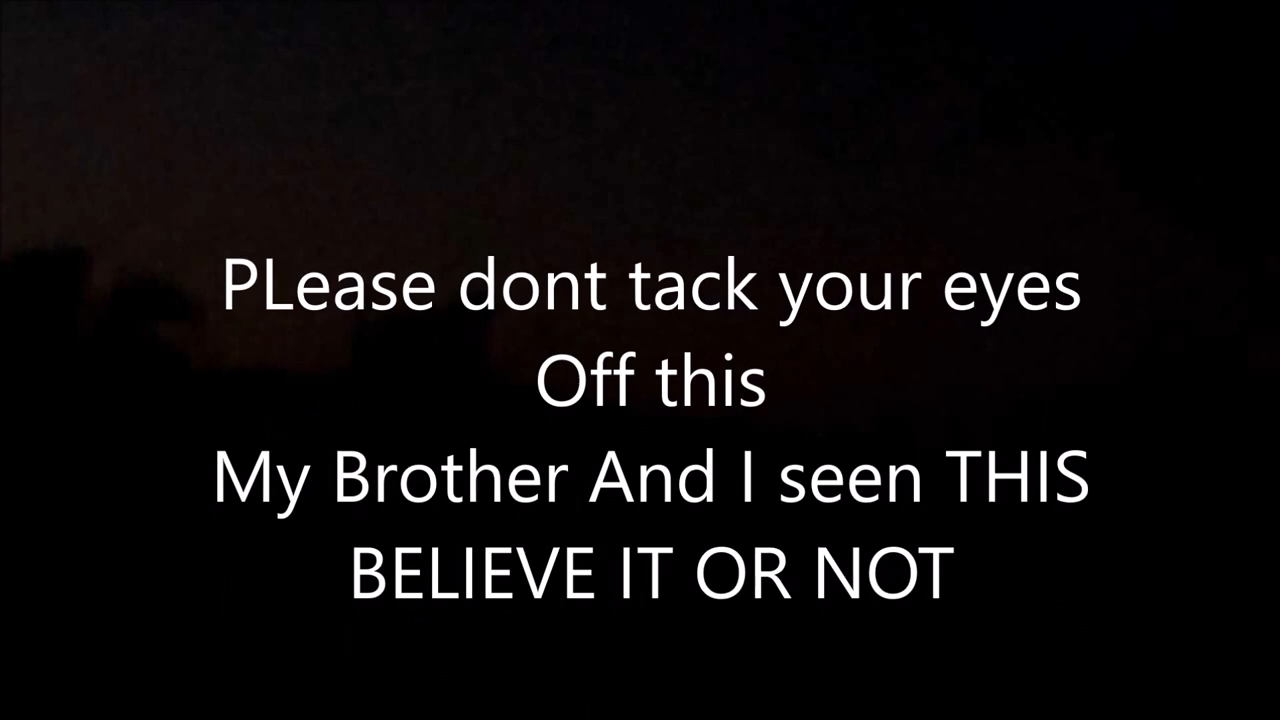 PLease dont tack your eyes
Off this
My Brother And I seen THIS
BELIEVE IT OR NOT